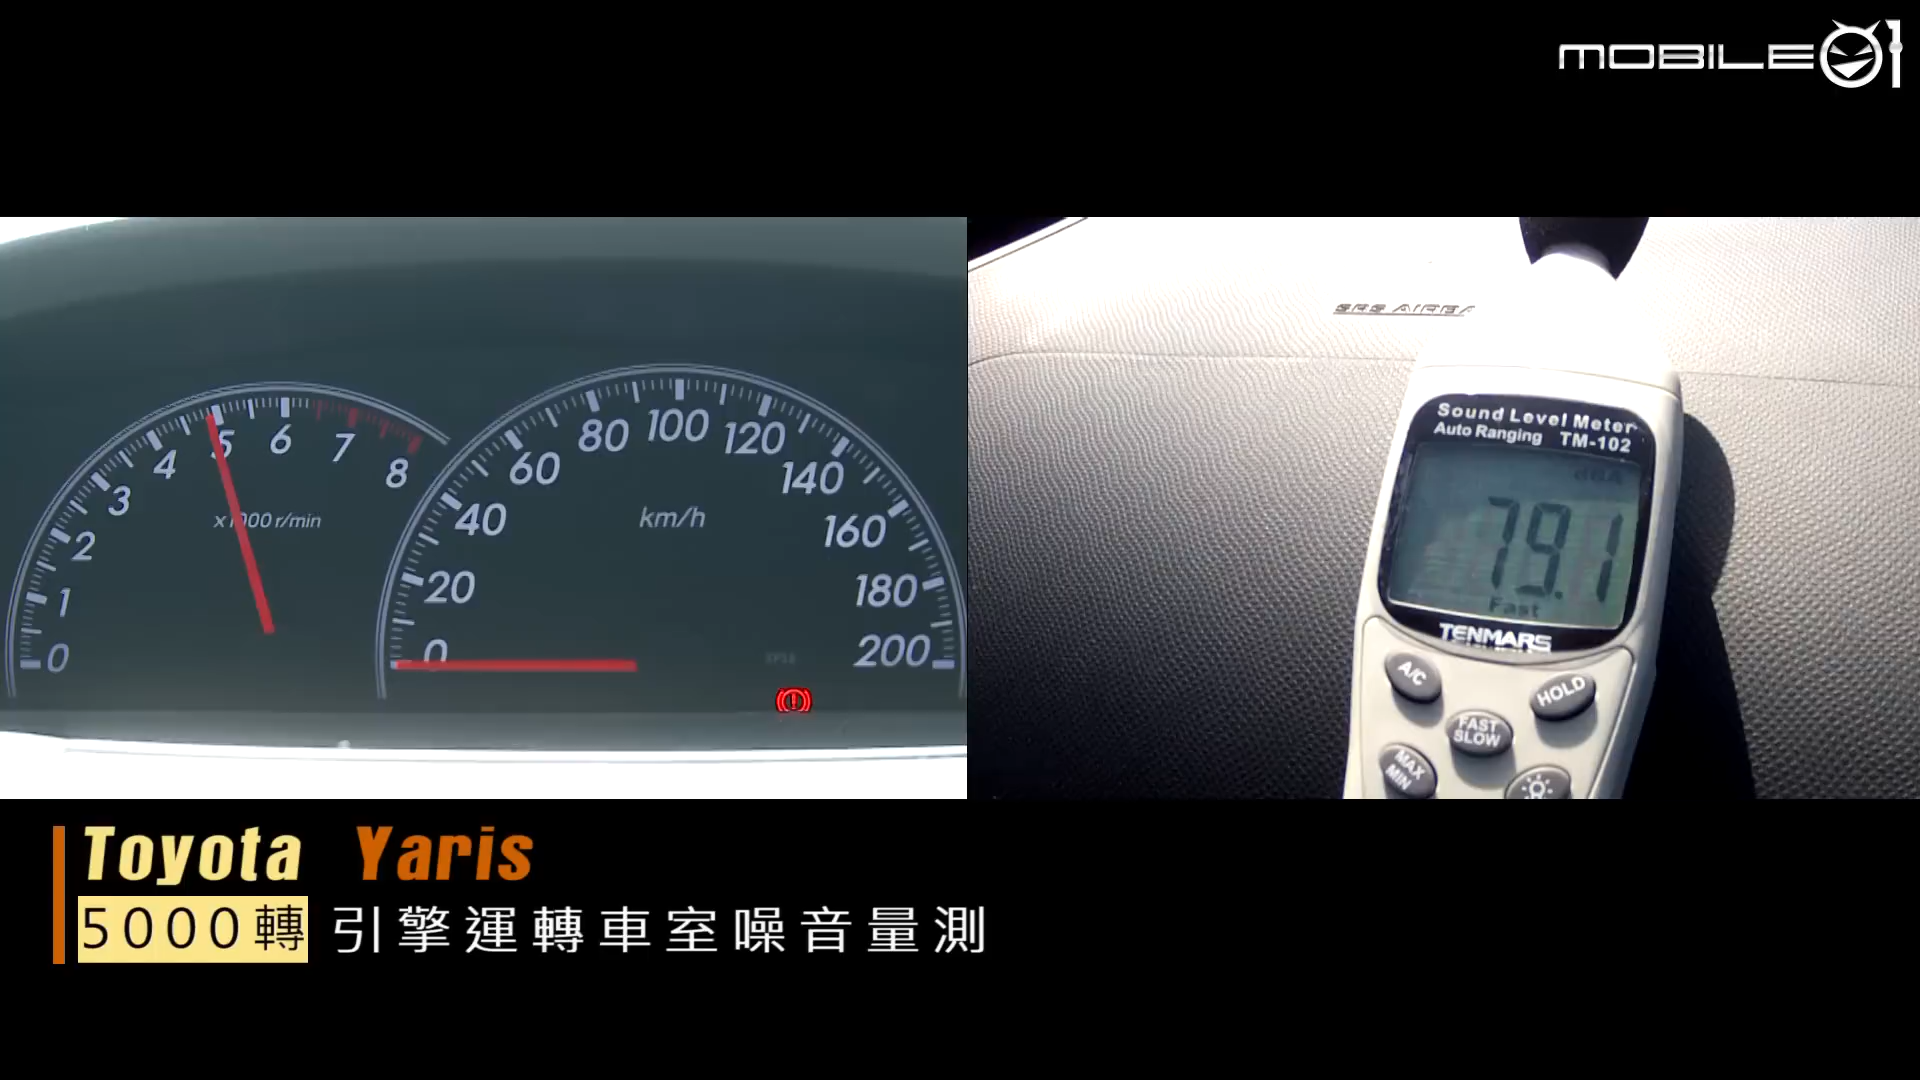 MOBILE01
0 1 2 3 4 5 6 7 8
x1000 r/min
0 20 40 60 80 100 120 140 160 180 200
km/h
SRS AIRBA
Sound Level Meter
Auto Ranging TM-102
dBA
79.1
Fast
TENMARS
A/C
HOLD
FAST
SLOW
MAX
MIN
Toyota Yaris
5000轉 引擎運轉車室噪音量測